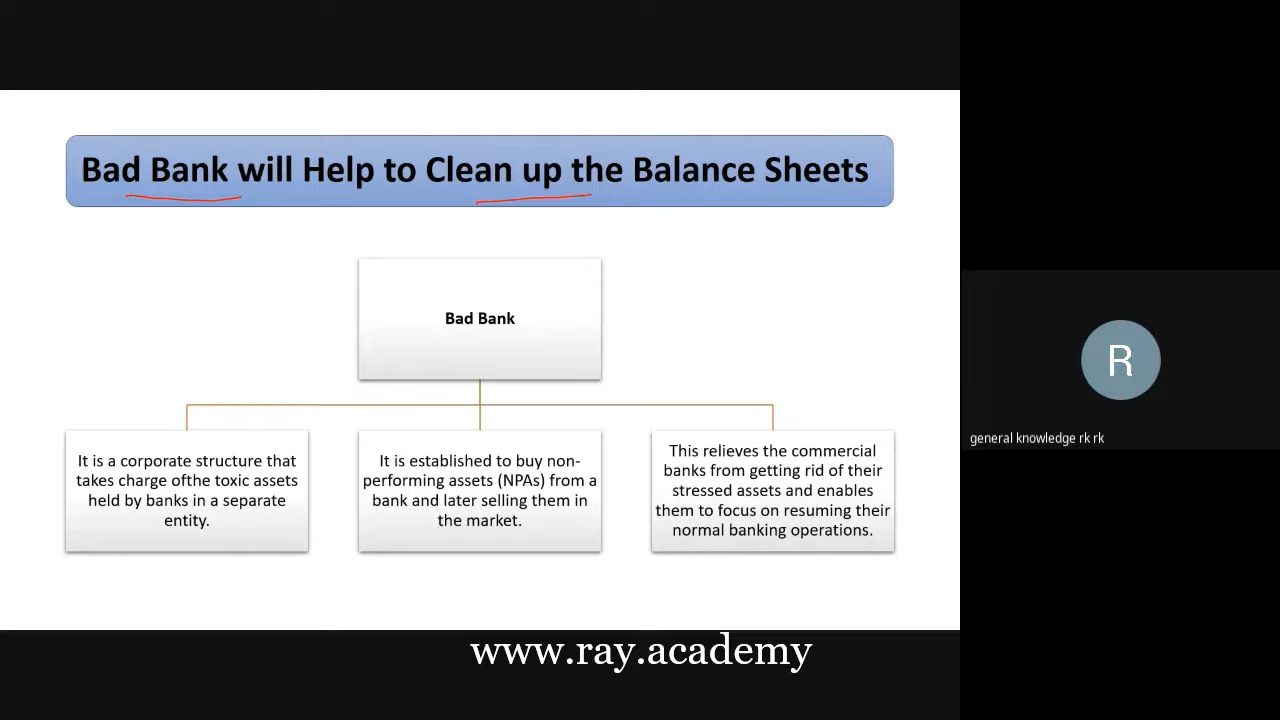 Bad Bank will Help to Clean up the Balance Sheets
Bad Bank
It is a corporate structure that
takes charge ofthe toxic assets
held by banks in a separate
entity.
It is established to buy non-
performing assets (NPAs) from a
bank and later selling them in
the market.
This relieves the commercial
banks from getting rid of their
stressed assets and enables
them to focus on resuming their
normal banking operations.
R
general knowledge rk rk
www.ray.academy